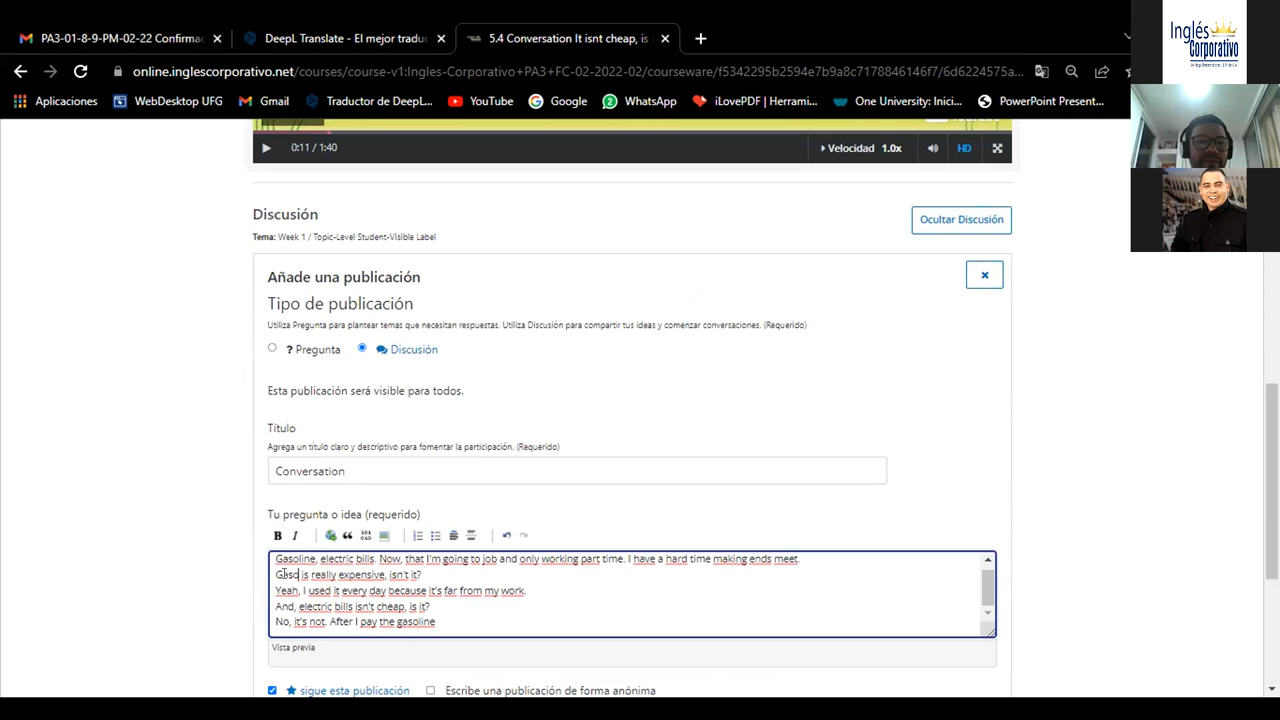 PA3-01-8-9-PM-02-22 Confirma
DeepL Translate - El mejor tradu
5.4 Conversation It isnt cheap, is
online.inglescorporativo.net/courses/course-v1:Ingles-Corporativo+PA3+FC-02-2022-02/courseware/f5342295b2594e7b9a8c7178846146f7/6d6224575a...
Aplicaciones
WebDesktop UFG
Gmail
Traductor de DeepL...
YouTube
Google
WhatsApp
iLovePDF | Herrami...
One University: Inici...
PowerPoint Present...
Inglés
Corporativo
0:11 / 1:40
Velocidad 1.0x
HD
Discusión
Ocultar Discusión
Tema: Week 1 / Topic-Level Student-Visible Label
Añade una publicación
Tipo de publicación
Utiliza Pregunta para plantear temas que necesitan respuestas. Utiliza Discusión para compartir tus ideas y comenzar conversaciones. (Requerido)
? Pregunta
Discusión
Esta publicación será visible para todos.
Título
Agrega un título claro y descriptivo para fomentar la participación. (Requerido)
Conversation
Tu pregunta o idea (requerido)
B I
Gasoline, electric bills. Now, that I'm going to job and only working part time. I have a hard time making ends meet.
Gaso is really expensive, isn't it?
Yeah, I used it every day because it's far from my work.
And, electric bills isn't cheap, is it?
No, it's not. After I pay the gasoline
Vista previa
sigue esta publicación
Escribe una publicación de forma anónima